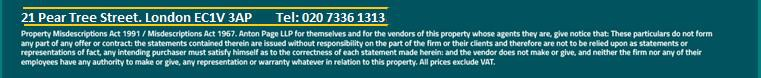 21 Pear Tree Street. London EC1V 3AP Tel: 020 7336 1313
Property Misdescriptions Act 1991 / Misdescriptions Act 1967. Anton Page LLP for themselves and for the vendors of this property whose agents they are, give notice that: These particulars do not form
any part of any offer or contract: the statements contained therein are issued without responsibility on the part of the firm or their clients and therefore are not to be relied upon as statements or
representations of fact, any intending purchaser must satisfy himself as to the correctness of each statement made herein: and the vendor does not make or give, and neither the firm nor any of their
employees have any authority to make or give, any representation or warranty whatever in relation to this property. All prices exclude VAT.